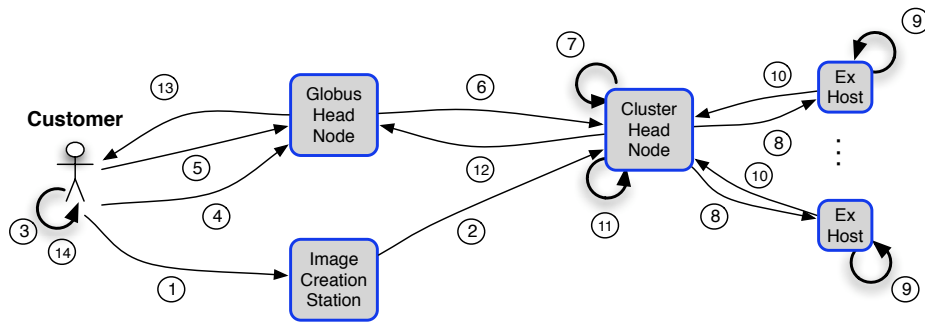 9
7
13
6
10
Ex
Host
Globus
Head
Node
Cluster
Head
Node
Customer
8
5
12
10
4
8
Ex
Host
3
14
2
11
Image
Creation
Station
1
9